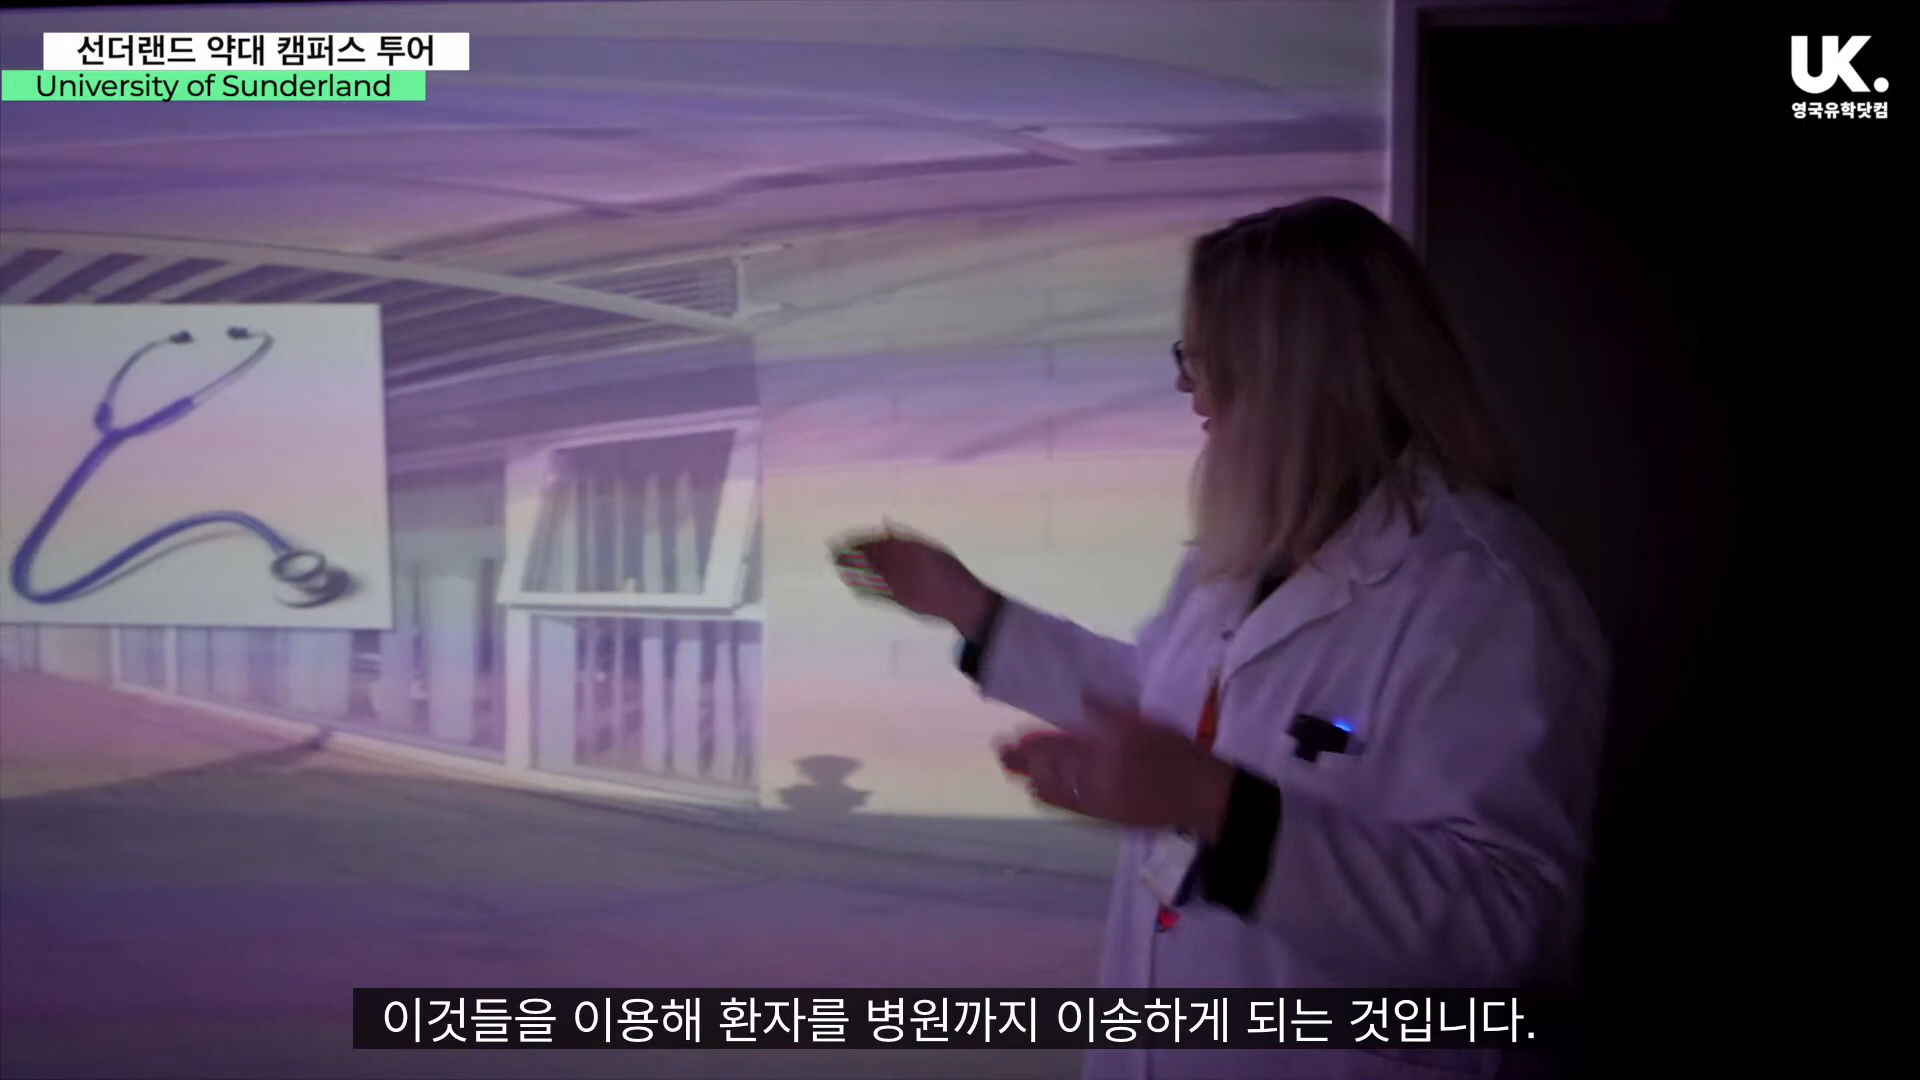 선더랜드 약대 캠퍼스 투어
University of Sunderland
UK.
영국유학닷컴
이것들을 이용해 환자를 병원까지 이송하게 되는 것입니다.